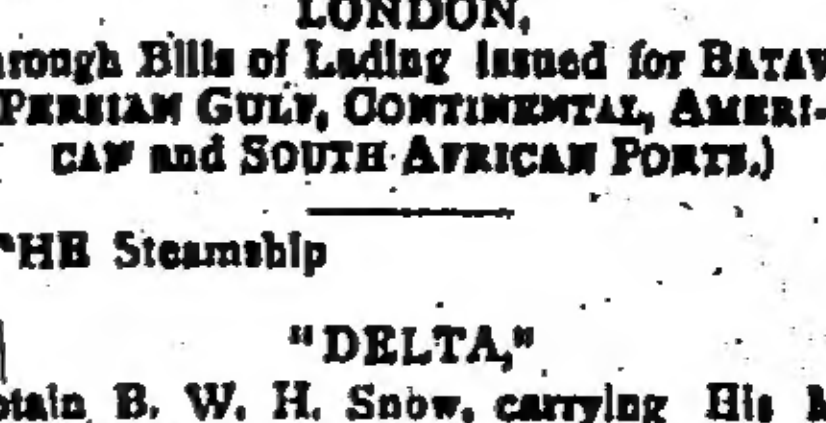 LONDON,
rough Bills of Lading issued for BATAV
PERSIAN GULF, CONTINENTAL, AMERI-
CAN and SOUTH AFRICAN PORTS.)
HE Steamship
"DELTA,"
ptain B. W. H. Snow, carrying His M